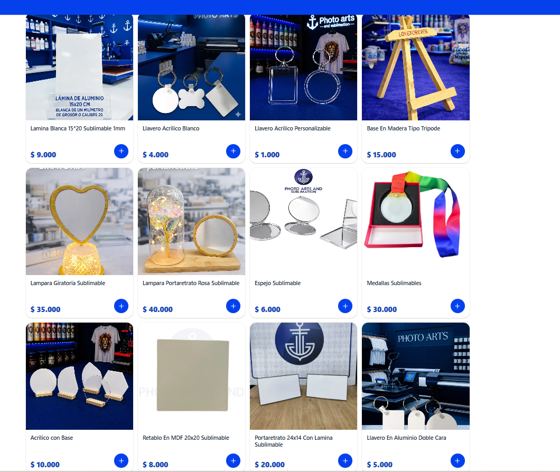 Photo arts
and sublimation
LOVECREATE
LÁMINA DE ALUMINIO
15x20 CM
BLANCA DE UN MILÍMETRO
DE GROSOR O CALIBRE 20
Lamina Blanca 15*20 Sublimable 1mm
Llavero Acrilico Blanco
Llavero Acrilico Personalizable
Base En Madera Tipo Tripode
$ 9.000
+
$ 4.000
+
$ 1.000
+
$ 15.000
+
PHOTO ARTS AND
SUBLIMATION
Lampara Giratoria Sublimable
Lampara Portaretrato Rosa Sublimable
Espejo Sublimable
Medallas Sublimables
$ 35.000
+
$ 40.000
+
$ 6.000
+
$ 30.000
+
PHOTO ARTS
Acrilico con Base
Retablo En MDF 20x20 Sublimable
Portaretrato 24x14 Con Lamina
Sublimable
Llavero En Aluminio Doble Cara
$ 10.000
+
$ 8.000
+
$ 20.000
+
$ 5.000
+